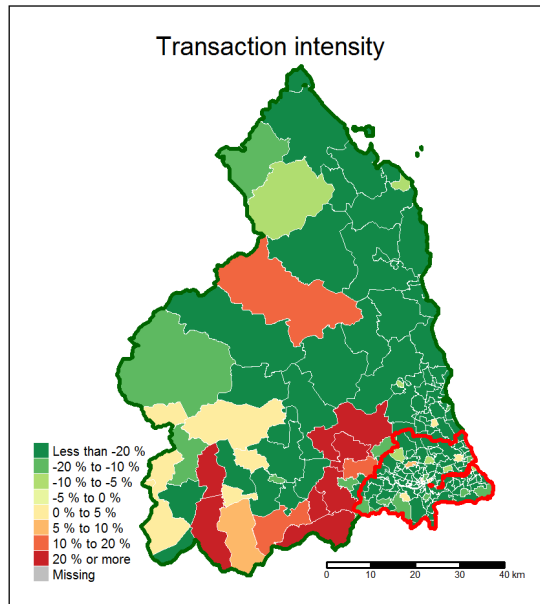 Transaction intensity
Less than -20 %
-20 % to -10 %
-10 % to -5 %
-5 % to 0 %
0 % to 5 %
5 % to 10 %
10 % to 20 %
20 % or more
Missing
0 10 20 30 40 km